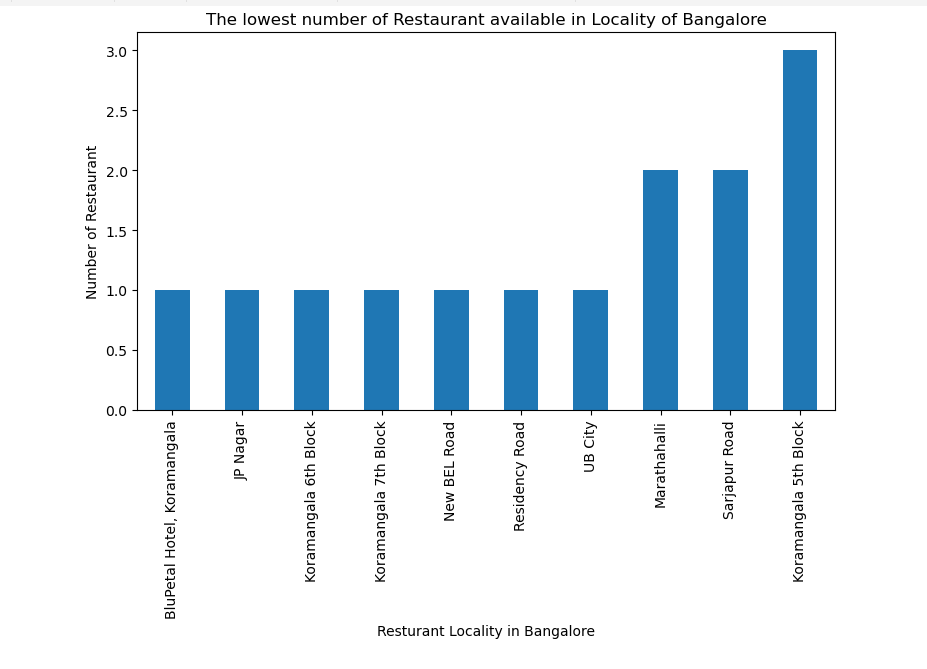 The lowest number of Restaurant available in Locality of Bangalore
Number of Restaurant
3.0
2.5
2.0
1.5
1.0
0.5
0.0
BluPetal Hotel, Koramangala
JP Nagar
Koramangala 6th Block
Koramangala 7th Block
New BEL Road
Residency Road
UB City
Marathahalli
Sarjapur Road
Koramangala 5th Block
Resturant Locality in Bangalore